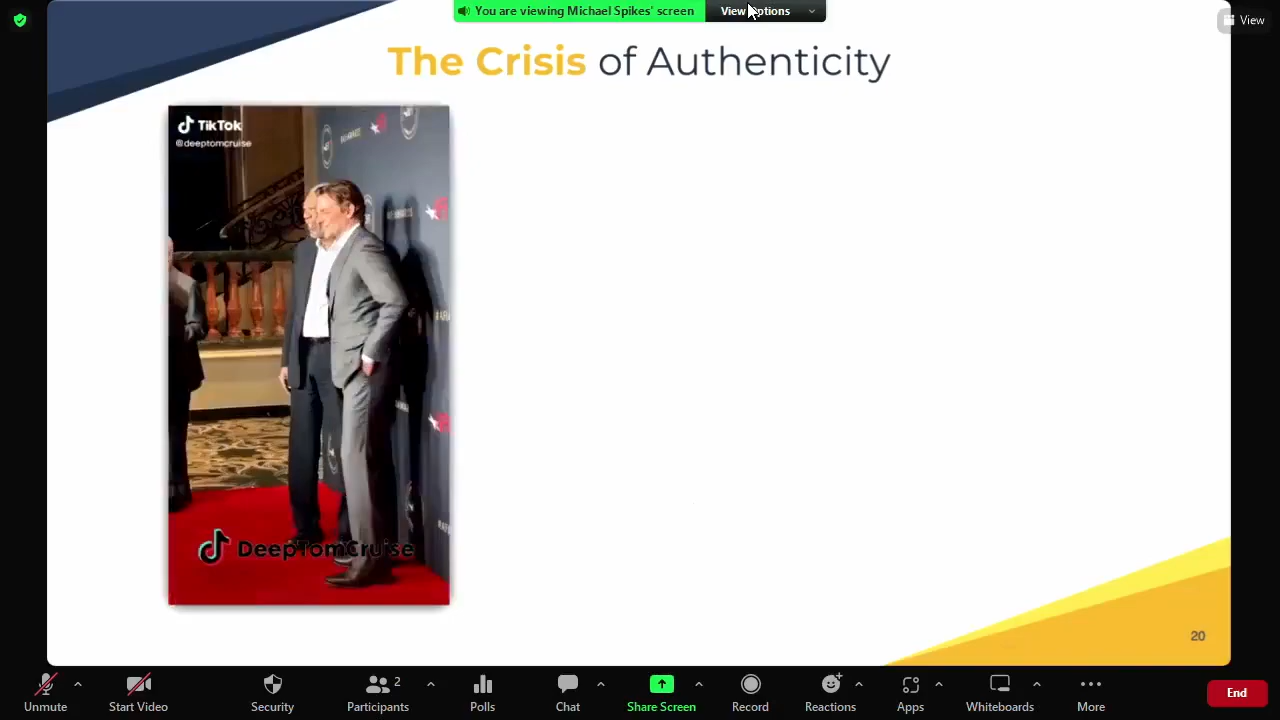 You are viewing Michael Spikes' screen
View Options
View
The Crisis of Authenticity
TikTok
@deeptomcruise
DeepTomCruise
20
Unmute
Start Video
Security
2
Participants
Polls
Chat
Share Screen
Record
Reactions
Apps
Whiteboards
More
End